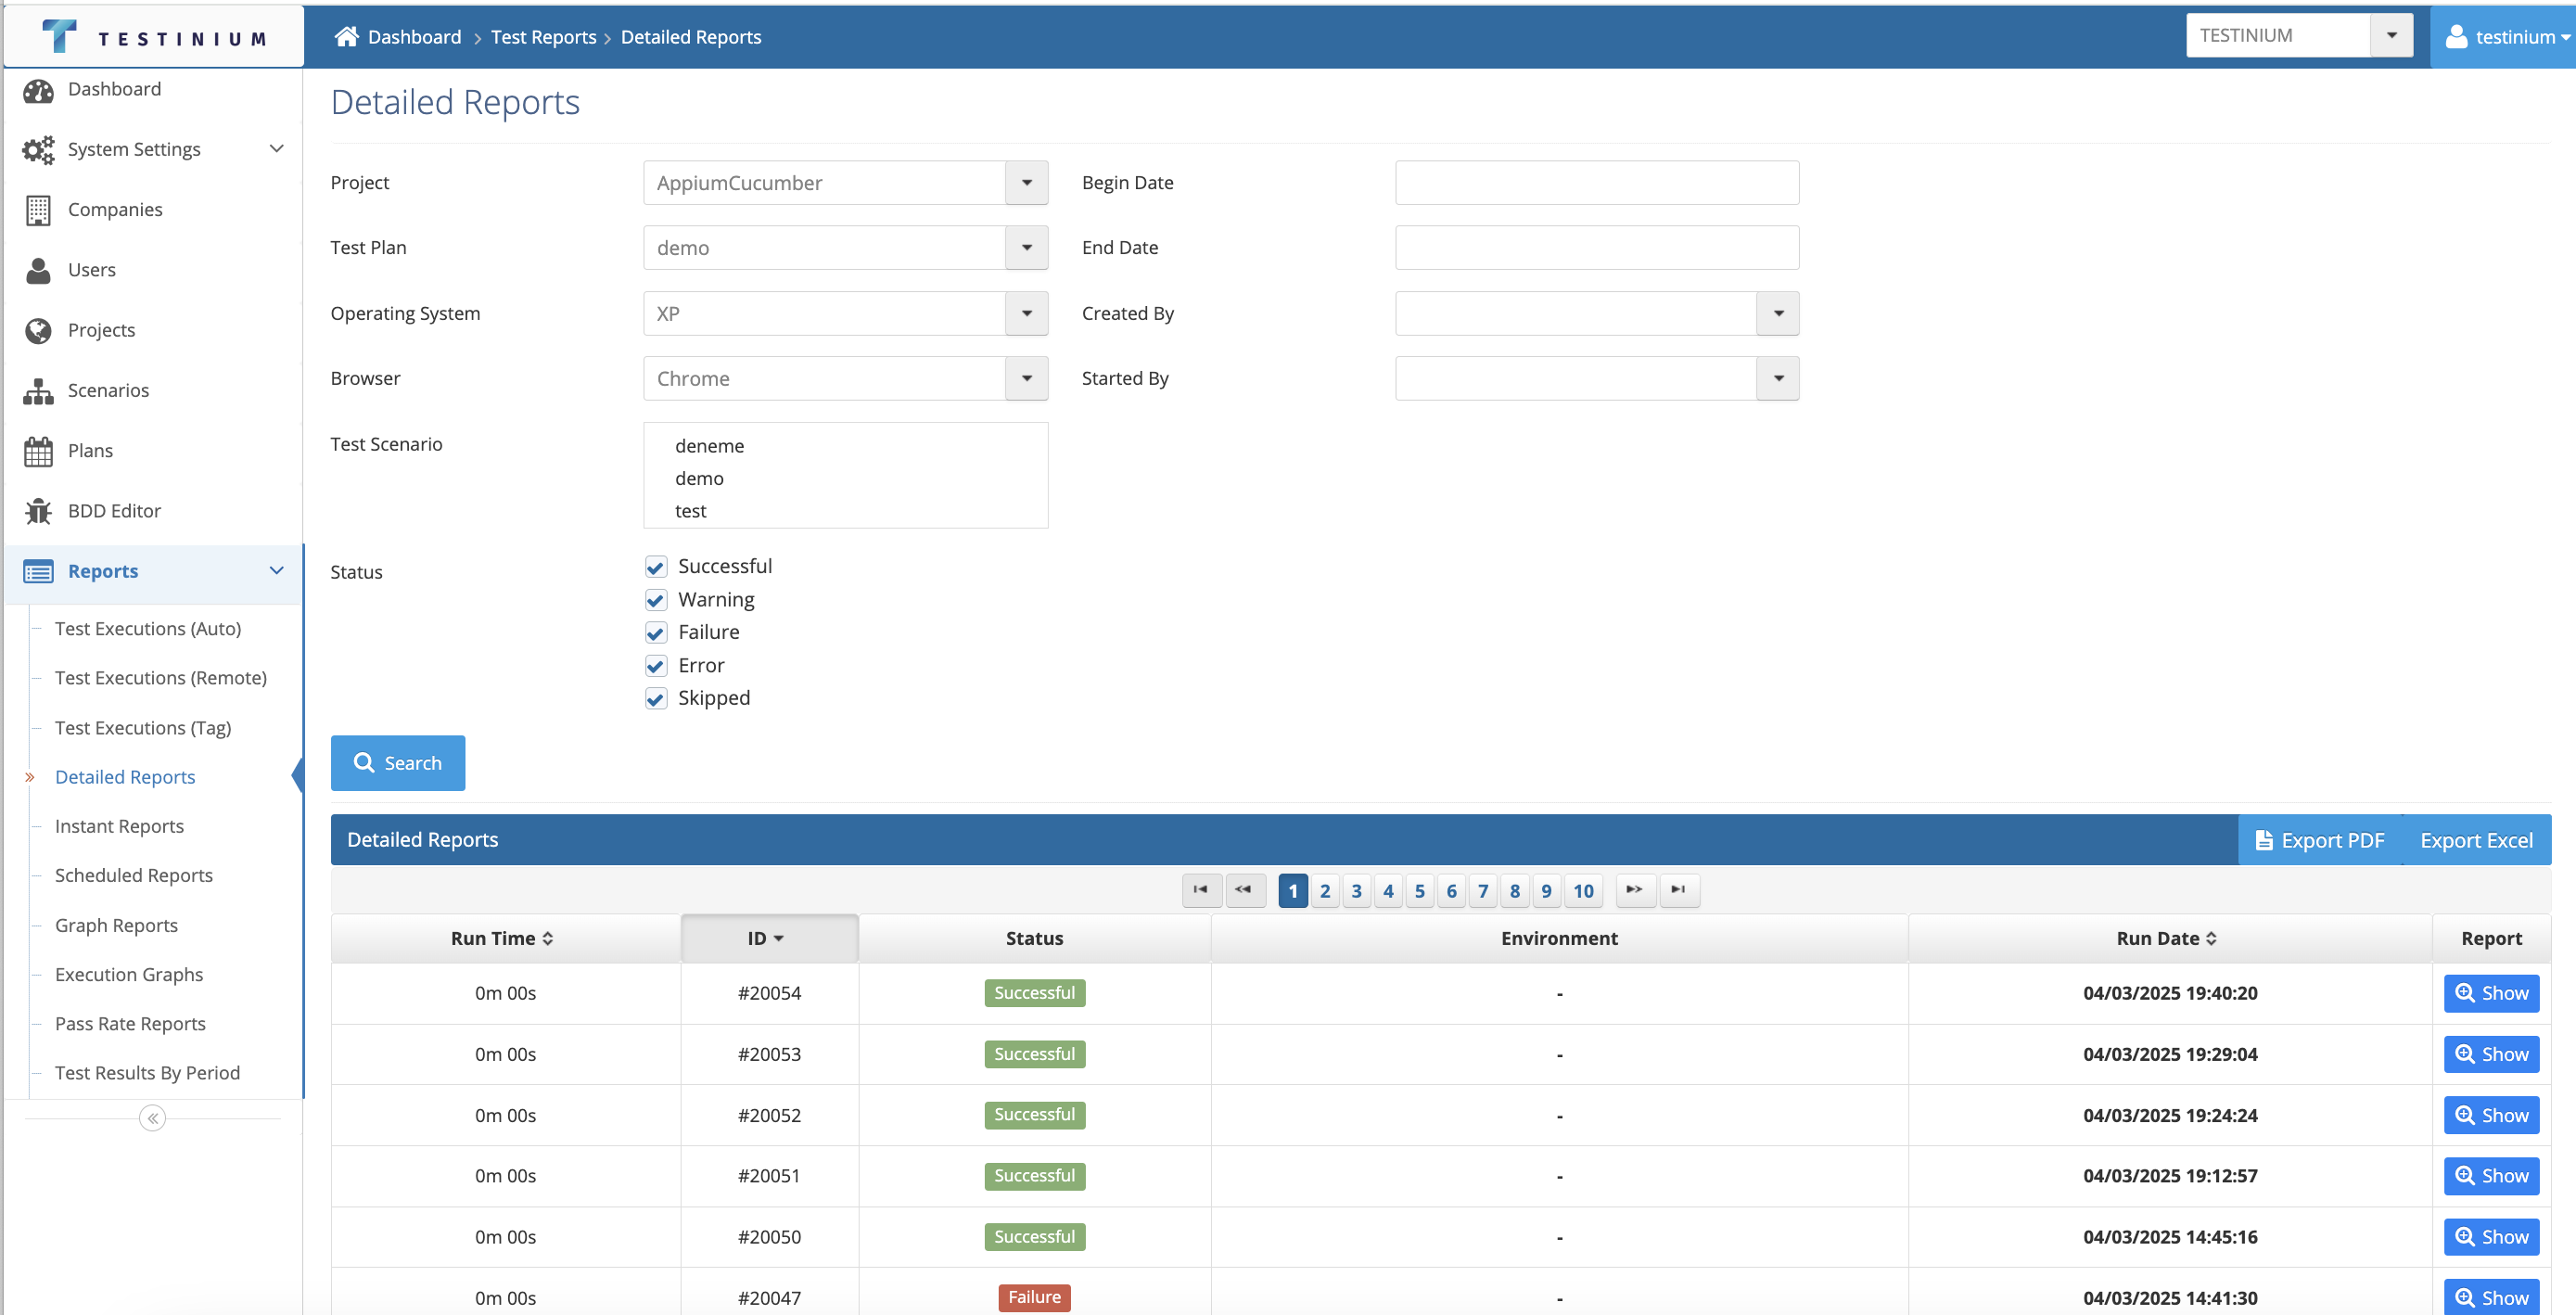 TESTINIUM
Dashboard > Test Reports > Detailed Reports
TESTINIUM
testinium
Dashboard
System Settings
Companies
Users
Projects
Scenarios
Plans
BDD Editor
Reports
Test Executions (Auto)
Test Executions (Remote)
Test Executions (Tag)
» Detailed Reports
Instant Reports
Scheduled Reports
Graph Reports
Execution Graphs
Pass Rate Reports
Test Results By Period
Detailed Reports
Project AppiumCucumber Begin Date
Test Plan demo End Date
Operating System XP Created By
Browser Chrome Started By
Test Scenario
deneme
demo
test
Status
Successful
Warning
Failure
Error
Skipped
Search
Detailed Reports Export PDF Export Excel
1 2 3 4 5 6 7 8 9 10
Run Time ID Status Environment Run Date Report
0m 00s #20054 Successful - 04/03/2025 19:40:20 Show
0m 00s #20053 Successful - 04/03/2025 19:29:04 Show
0m 00s #20052 Successful - 04/03/2025 19:24:24 Show
0m 00s #20051 Successful - 04/03/2025 19:12:57 Show
0m 00s #20050 Successful - 04/03/2025 14:45:16 Show
0m 00s #20047 Failure - 04/03/2025 14:41:30 Show